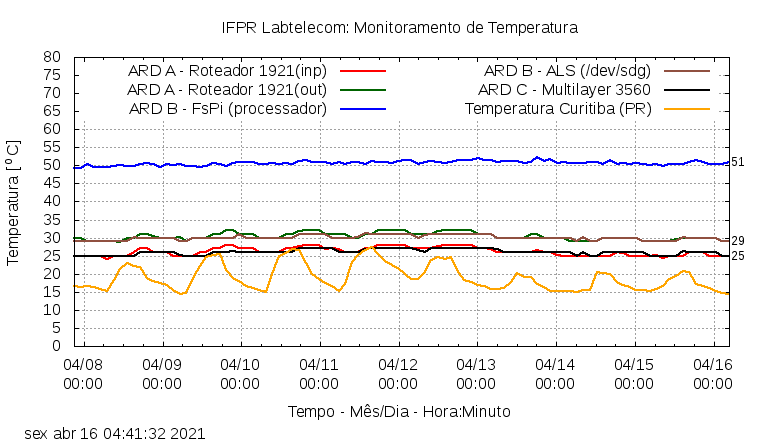 IFPR Labtelecom: Monitoramento de Temperatura
ARD A - Roteador 1921(inp)
ARD A - Roteador 1921(out)
ARD B - FsPi (processador)
ARD B - ALS (/dev/sdg)
ARD C - Multilayer 3560
Temperatura Curitiba (PR)
Temperatura [ºC]
80
75
70
65
60
55
50
45
40
35
30
25
20
15
10
5
0
51
29
25
04/08 04/09 04/10 04/11 04/12 04/13 04/14 04/15 04/16
00:00 00:00 00:00 00:00 00:00 00:00 00:00 00:00 00:00
Tempo - Mês/Dia - Hora:Minuto
sex abr 16 04:41:32 2021